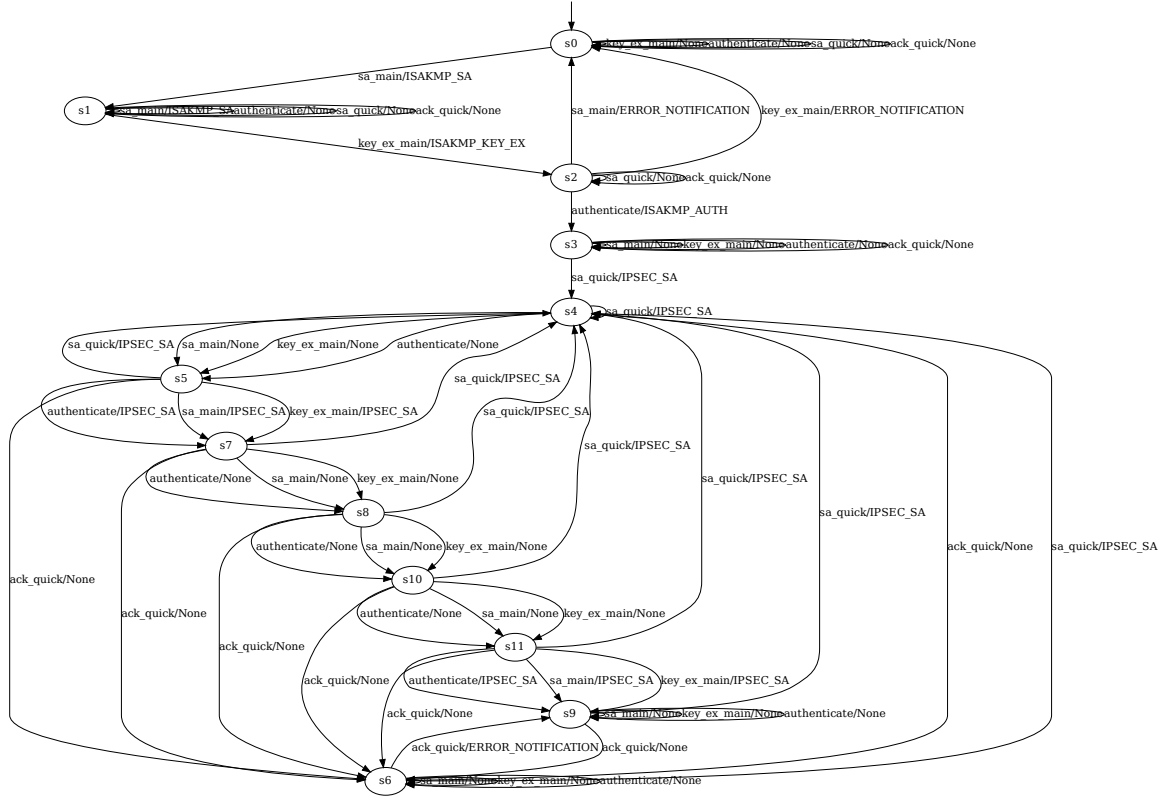 s0
key_ex_main/None
authenticate/None
sa_quick/None
ack_quick/None
sa_main/ISAKMP_SA
s1
sa_main/ISAKMP_SA
authenticate/None
sa_quick/None
ack_quick/None
sa_main/ERROR_NOTIFICATION
key_ex_main/ERROR_NOTIFICATION
key_ex_main/ISAKMP_KEY_EX
s2
sa_quick/None
ack_quick/None
authenticate/ISAKMP_AUTH
s3
sa_main/None
key_ex_main/None
authenticate/None
ack_quick/None
sa_quick/IPSEC_SA
s4
sa_quick/IPSEC_SA
sa_quick/IPSEC_SA
sa_main/None
key_ex_main/None
authenticate/None
s5
sa_quick/IPSEC_SA
authenticate/IPSEC_SA
sa_main/IPSEC_SA
key_ex_main/IPSEC_SA
sa_quick/IPSEC_SA
s7
sa_quick/IPSEC_SA
authenticate/None
sa_main/None
key_ex_main/None
sa_quick/IPSEC_SA
s8
sa_quick/IPSEC_SA
authenticate/None
sa_main/None
key_ex_main/None
ack_quick/None
sa_quick/IPSEC_SA
ack_quick/None
s10
ack_quick/None
authenticate/None
sa_main/None
key_ex_main/None
ack_quick/None
s11
ack_quick/None
authenticate/IPSEC_SA
sa_main/IPSEC_SA
key_ex_main/IPSEC_SA
ack_quick/None
s9
sa_main/None
key_ex_main/None
authenticate/None
ack_quick/ERROR_NOTIFICATION
ack_quick/None
s6
sa_main/None
key_ex_main/None
authenticate/None